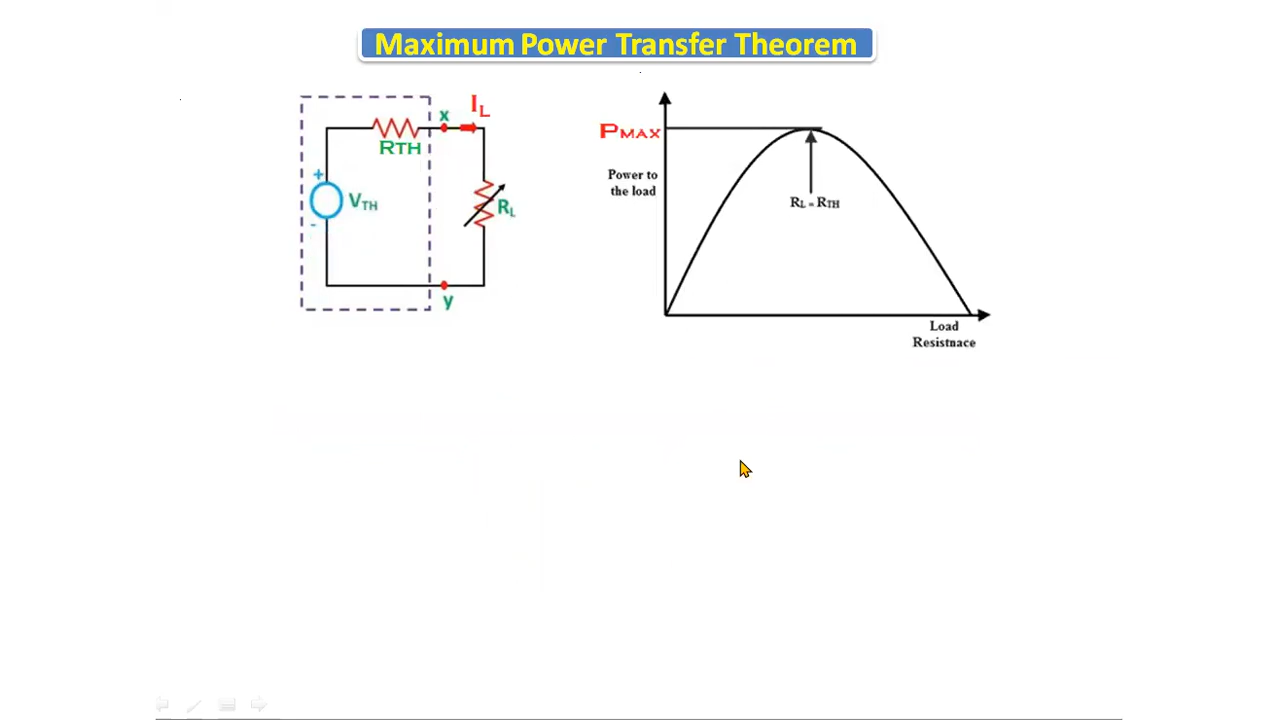 Maximum Power Transfer Theorem
IL
x
RTH
+
VTH
RL
-
y
PMAX
Power to
the load
RL = RTH
Load
Resistnace